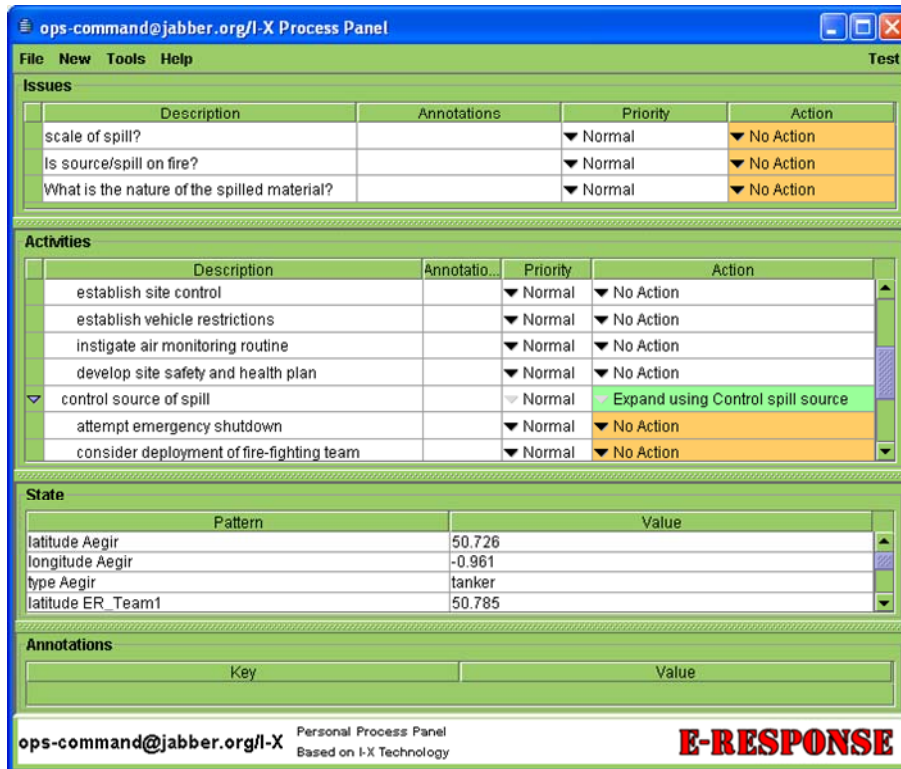 ops-command@jabber.org/I-X Process Panel
File New Tools Help Test
Issues
Description Annotations Priority Action
scale of spill? Normal No Action
Is source/spill on fire? Normal No Action
What is the nature of the spilled material? Normal No Action
Activities
Description Annotatio... Priority Action
establish site control Normal No Action
establish vehicle restrictions Normal No Action
instigate air monitoring routine Normal No Action
develop site safety and health plan Normal No Action
control source of spill Normal Expand using Control spill source
attempt emergency shutdown Normal No Action
consider deployment of fire-fighting team Normal No Action
State
Pattern Value
latitude Aegir 50.726
longitude Aegir -0.961
type Aegir tanker
latitude ER_Team1 50.785
Annotations
Key Value
ops-command@jabber.org/I-X Personal Process Panel
Based on I-X Technology
E-RESPONSE